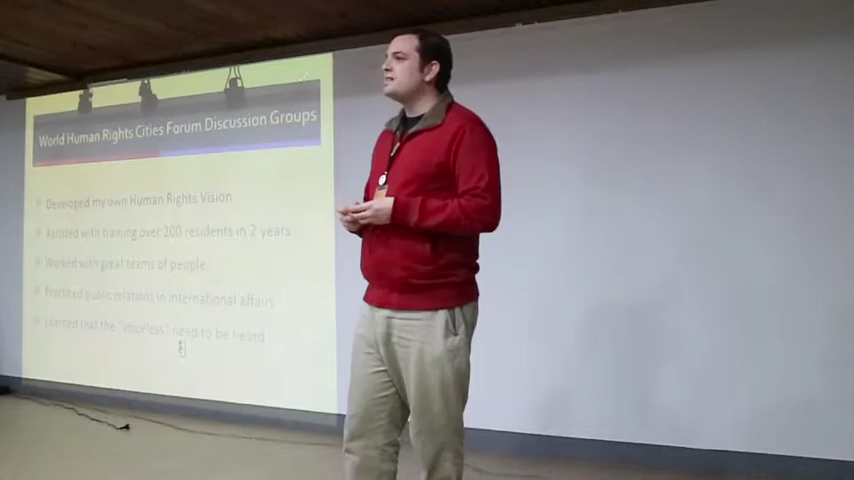 World Human Rights Cities Forum Discussion Groups
Developed my own Human Rights Vision
Assisted with training over 200 residents in 2 years
Worked with great teams of people
Practiced public relations in international affairs
Learned that the "voiceless" need to be heard